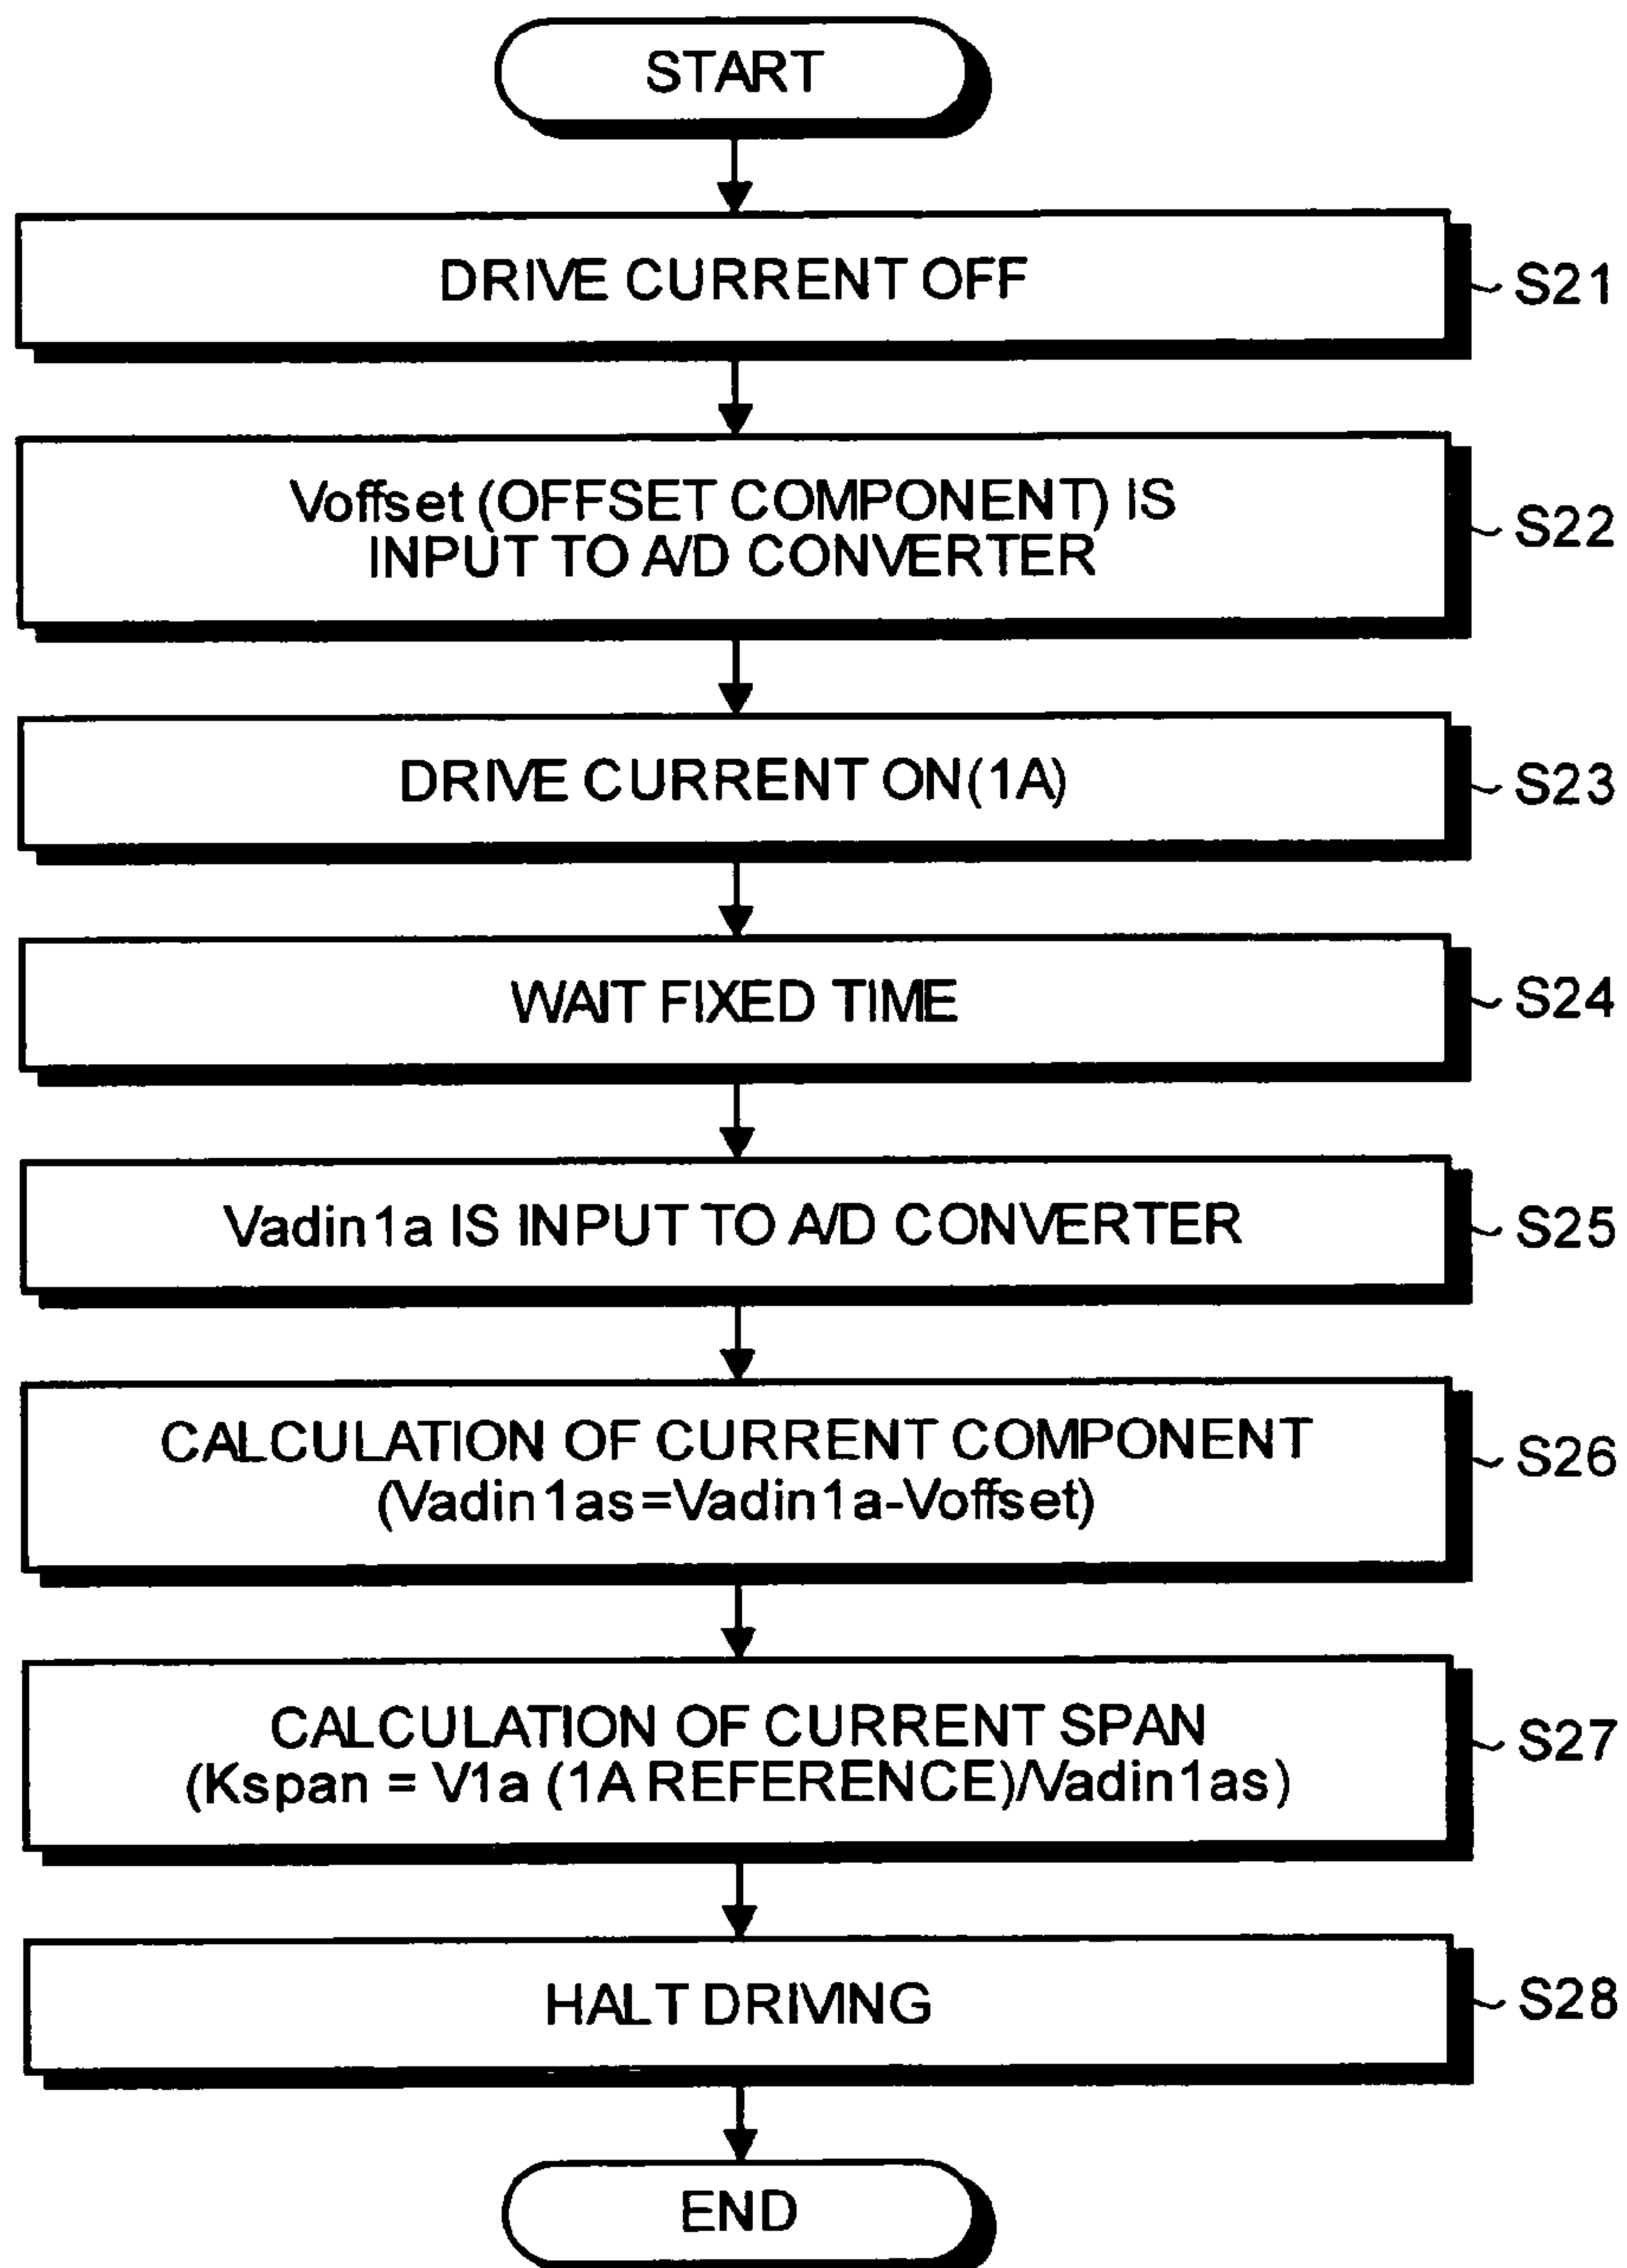 START
DRIVE CURRENT OFF
S21
Voffset (OFFSET COMPONENT) IS
INPUT TO A/D CONVERTER
S22
DRIVE CURRENT ON(1A)
S23
WAIT FIXED TIME
S24
Vadin1a IS INPUT TO A/D CONVERTER
S25
CALCULATION OF CURRENT COMPONENT
(Vadin1as=Vadin1a-Voffset)
S26
CALCULATION OF CURRENT SPAN
(Kspan = V1a (1A REFERENCE)/Vadin1as)
S27
HALT DRIVING
S28
END